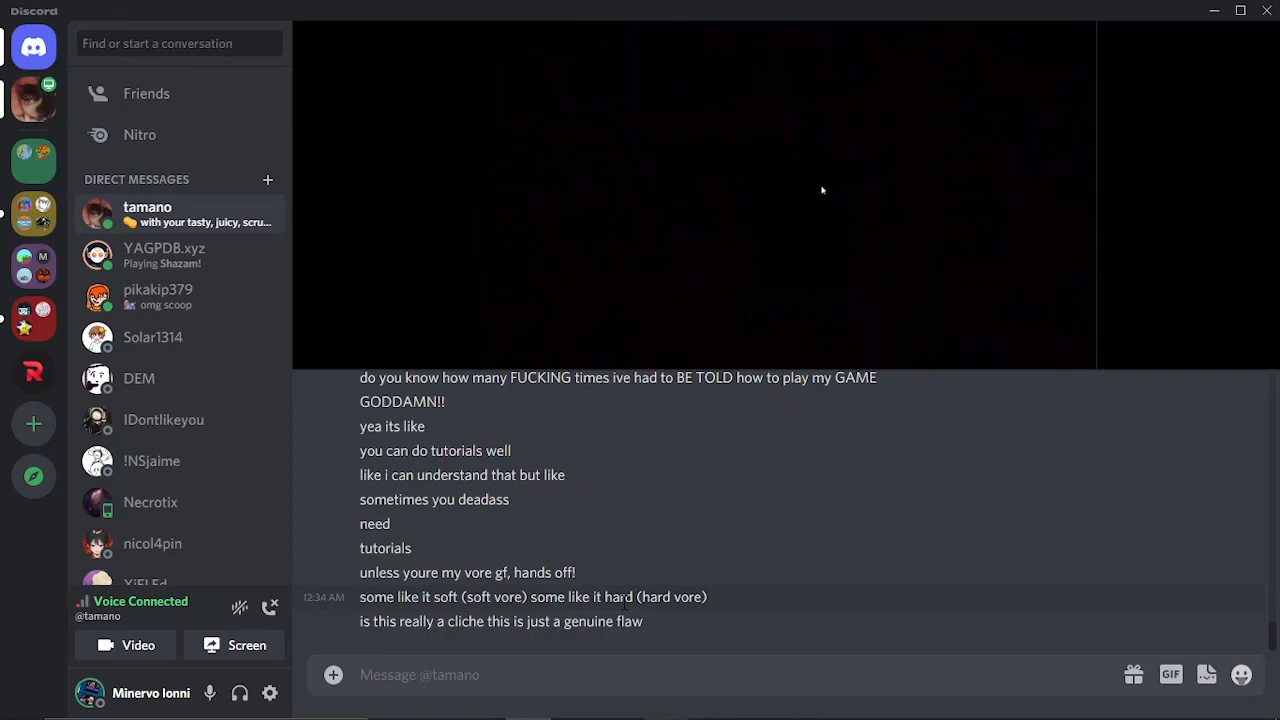 Discord
Find or start a conversation
Friends
Nitro
DIRECT MESSAGES
tamano
with your tasty, juicy, scru...
YAGPDB.xyz
Playing Shazam!
pikakip379
omg scoop
Solar1314
DEM
IDontlikeyou
!NSjaime
Necrotix
nicol4pin
Voice Connected
@tamano
Video
Screen
Minervo Ionni
do you know how many FUCKING times ive had to BE TOLD how to play my GAME
GODDAMN!!
yea its like
you can do tutorials well
like i can understand that but like
sometimes you deadass
need
tutorials
unless youre my vore gf, hands off!
12:34 AM some like it soft (soft vore) some like it hard (hard vore)
is this really a cliche this is just a genuine flaw
Message @tamano
GIF